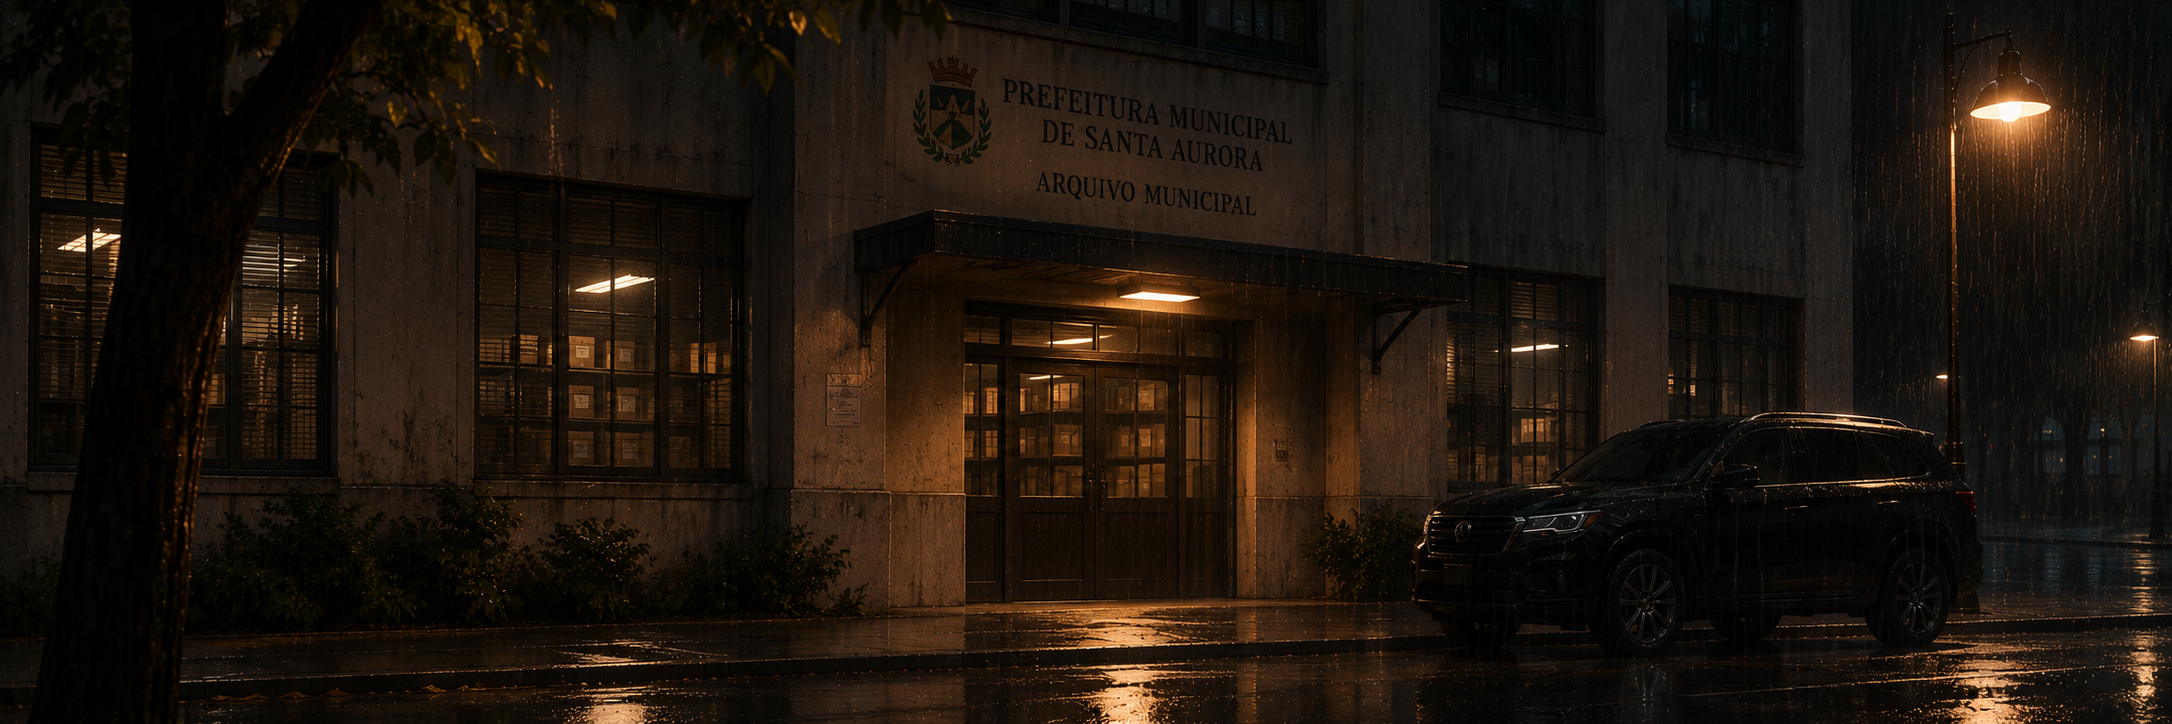 PREFEITURA MUNICIPAL
DE SANTA AURORA
ARQUIVO MUNICIPAL